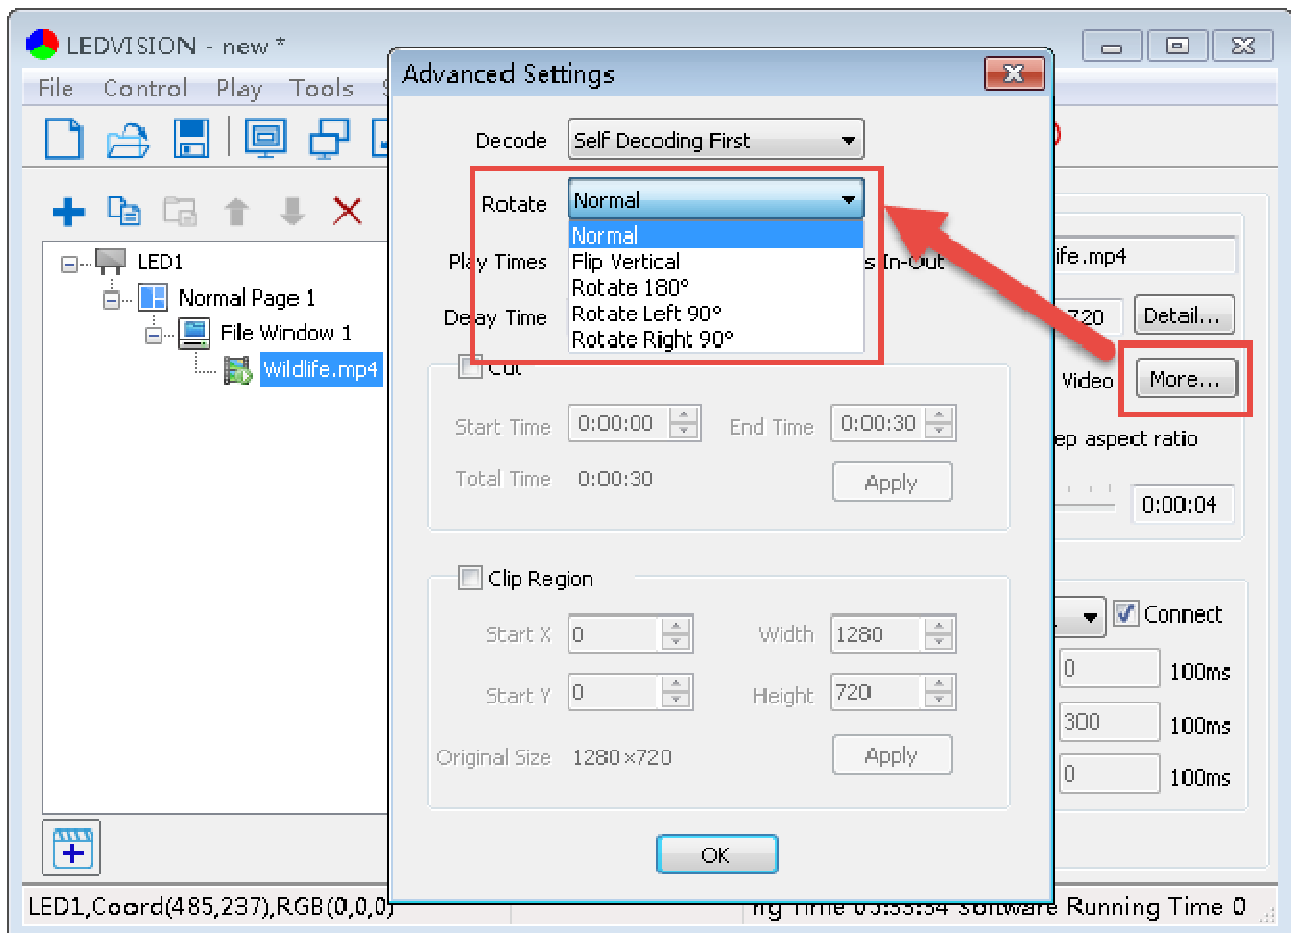 LEDVISION - new *
File Control Play Tools
Advanced Settings
Decode Self Decoding First
Rotate Normal
Normal
Flip Vertical
Rotate 180°
Rotate Left 90°
Rotate Right 90°
Play Times
In-Out
Delay Time
Cut
Start Time 0:00:00 End Time 0:00:30
Total Time 0:00:30 Apply
Clip Region
Start X 0 Width 1280
Start Y 0 Height 720
Original Size 1280×720 Apply
OK
LED1
Normal Page 1
File Window 1
Wildlife.mp4
ife.mp4
720 Detail...
Video More...
ep aspect ratio
0:00:04
Connect
0 100ms
300 100ms
0 100ms
LED1,Coord(485,237),RGB(0,0,0)
Software Running Time 0